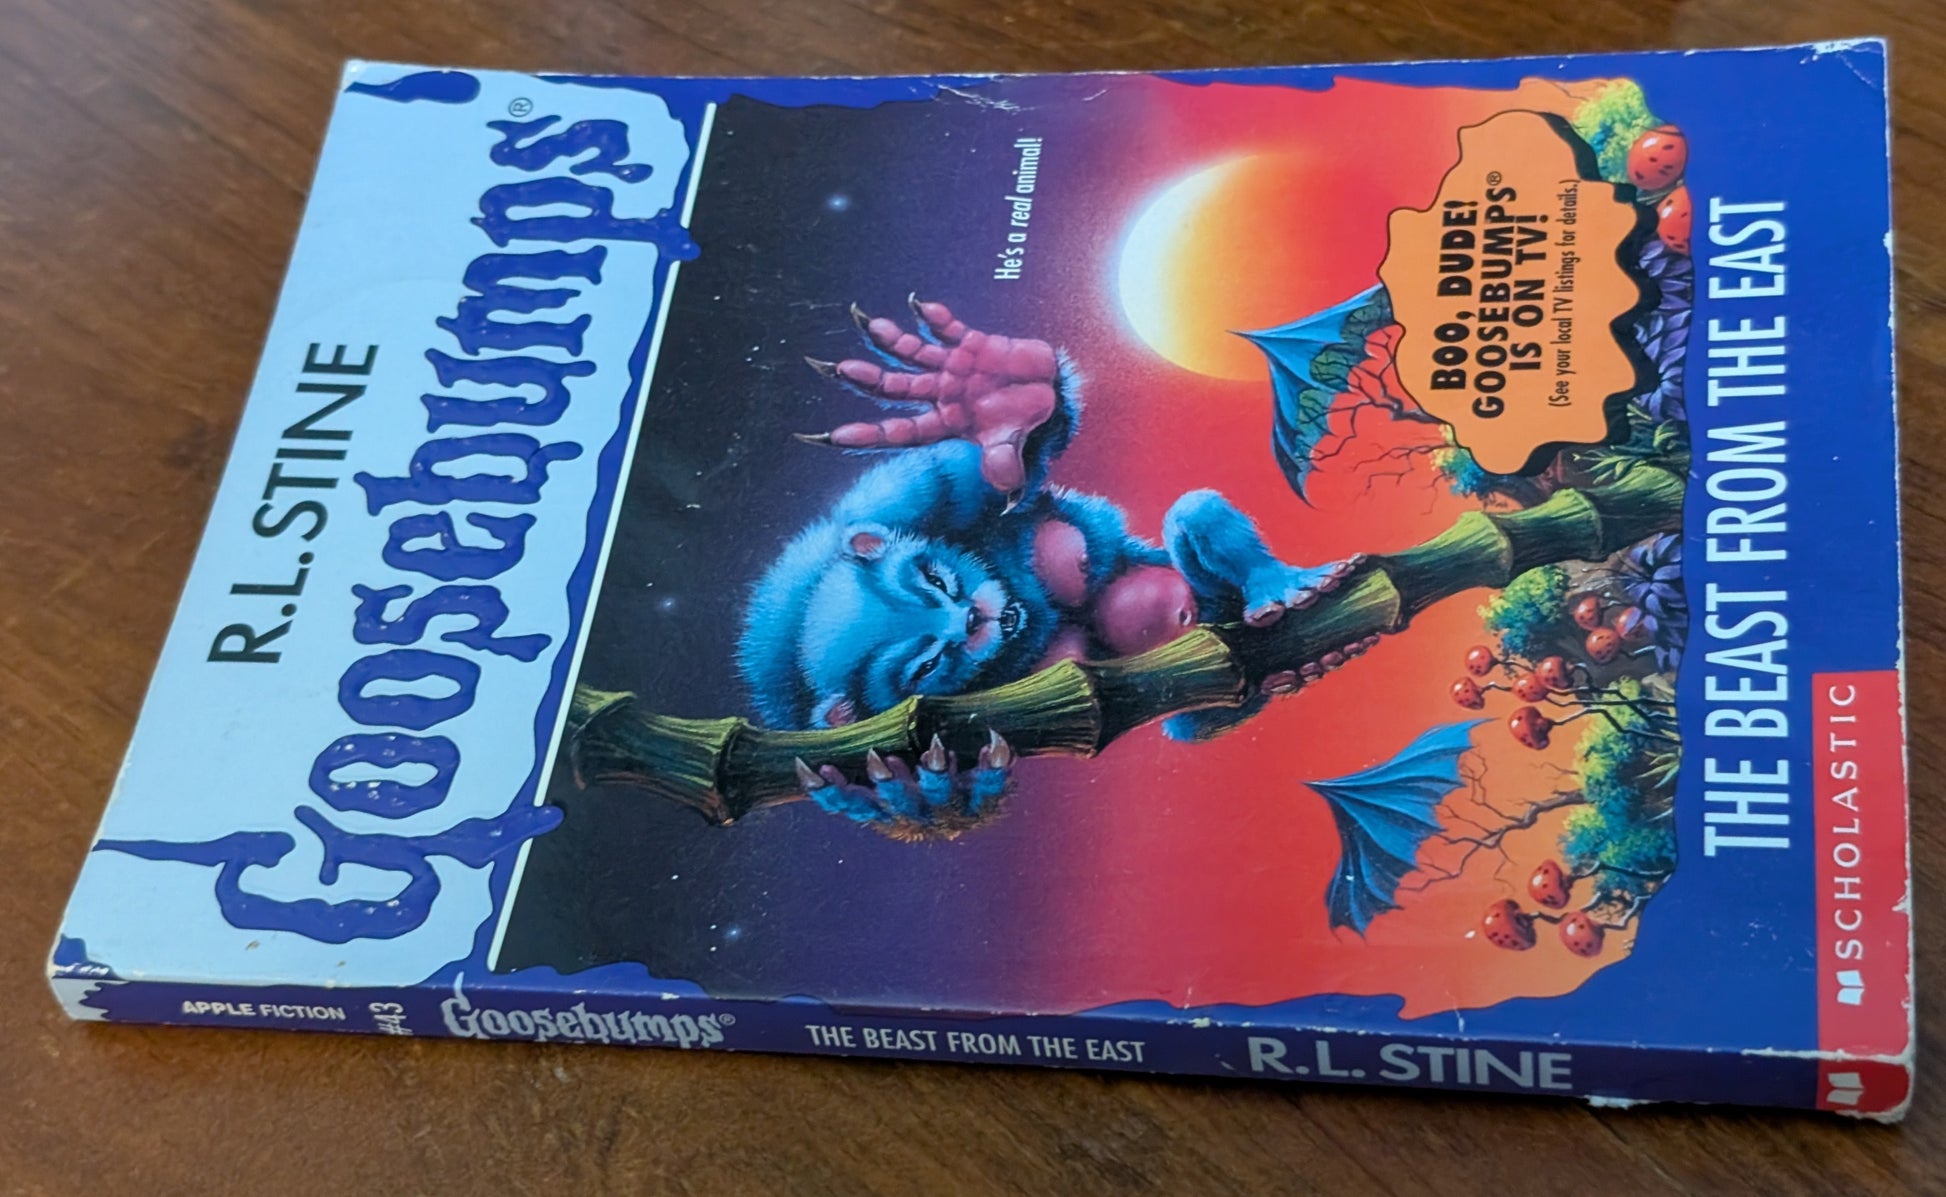 R.L.STINE
Goosebumps®
He's a real animal!
BOO, DUDE!
GOOSEBUMPS®
IS ON TV!
(See your local TV listings for details.)
THE BEAST FROM THE EAST
SCHOLASTIC
APPLE FICTION
#43
Goosebumps®
THE BEAST FROM THE EAST
R.L. STINE